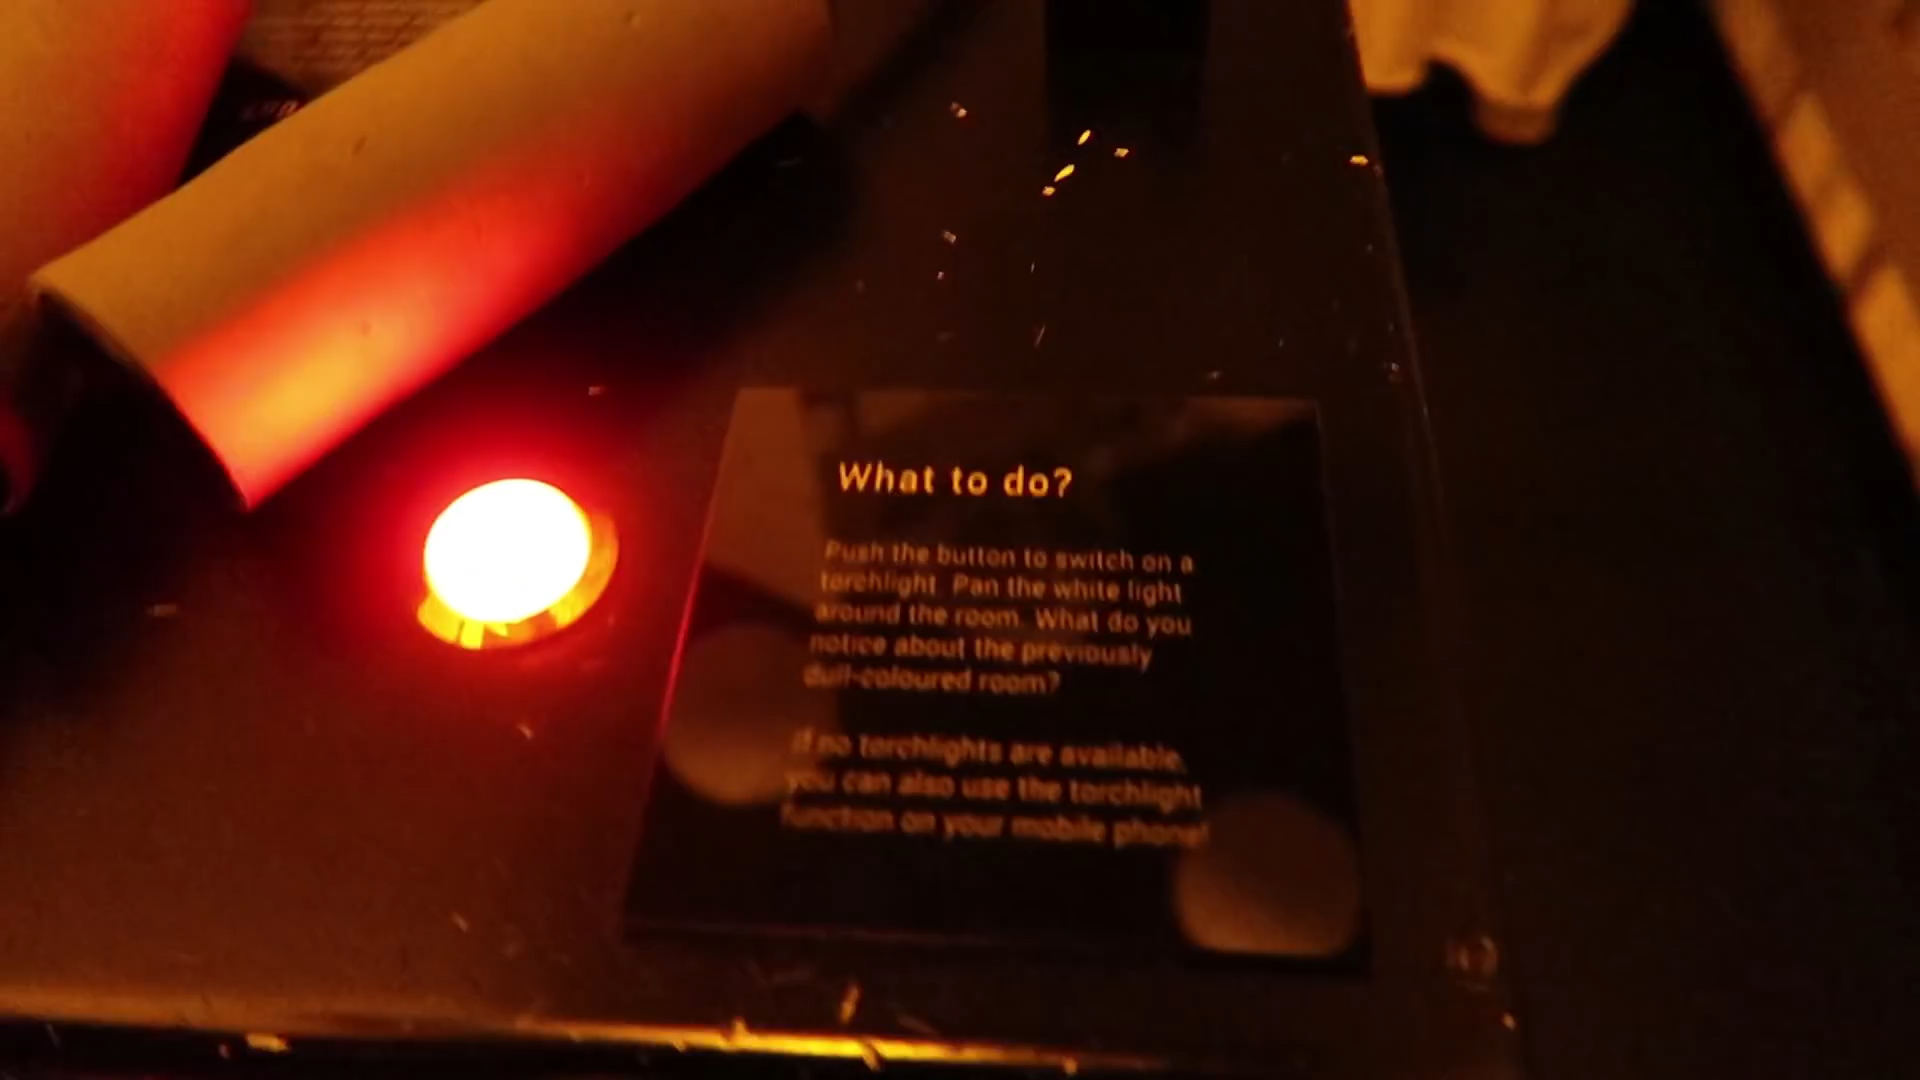 What to do?
Push the button to switch on a
torchlight. Pan the white light
around the room. What do you
notice about the previously
dull-coloured room?
If no torchlights are available,
you can also use the torchlight
function on your mobile phone!